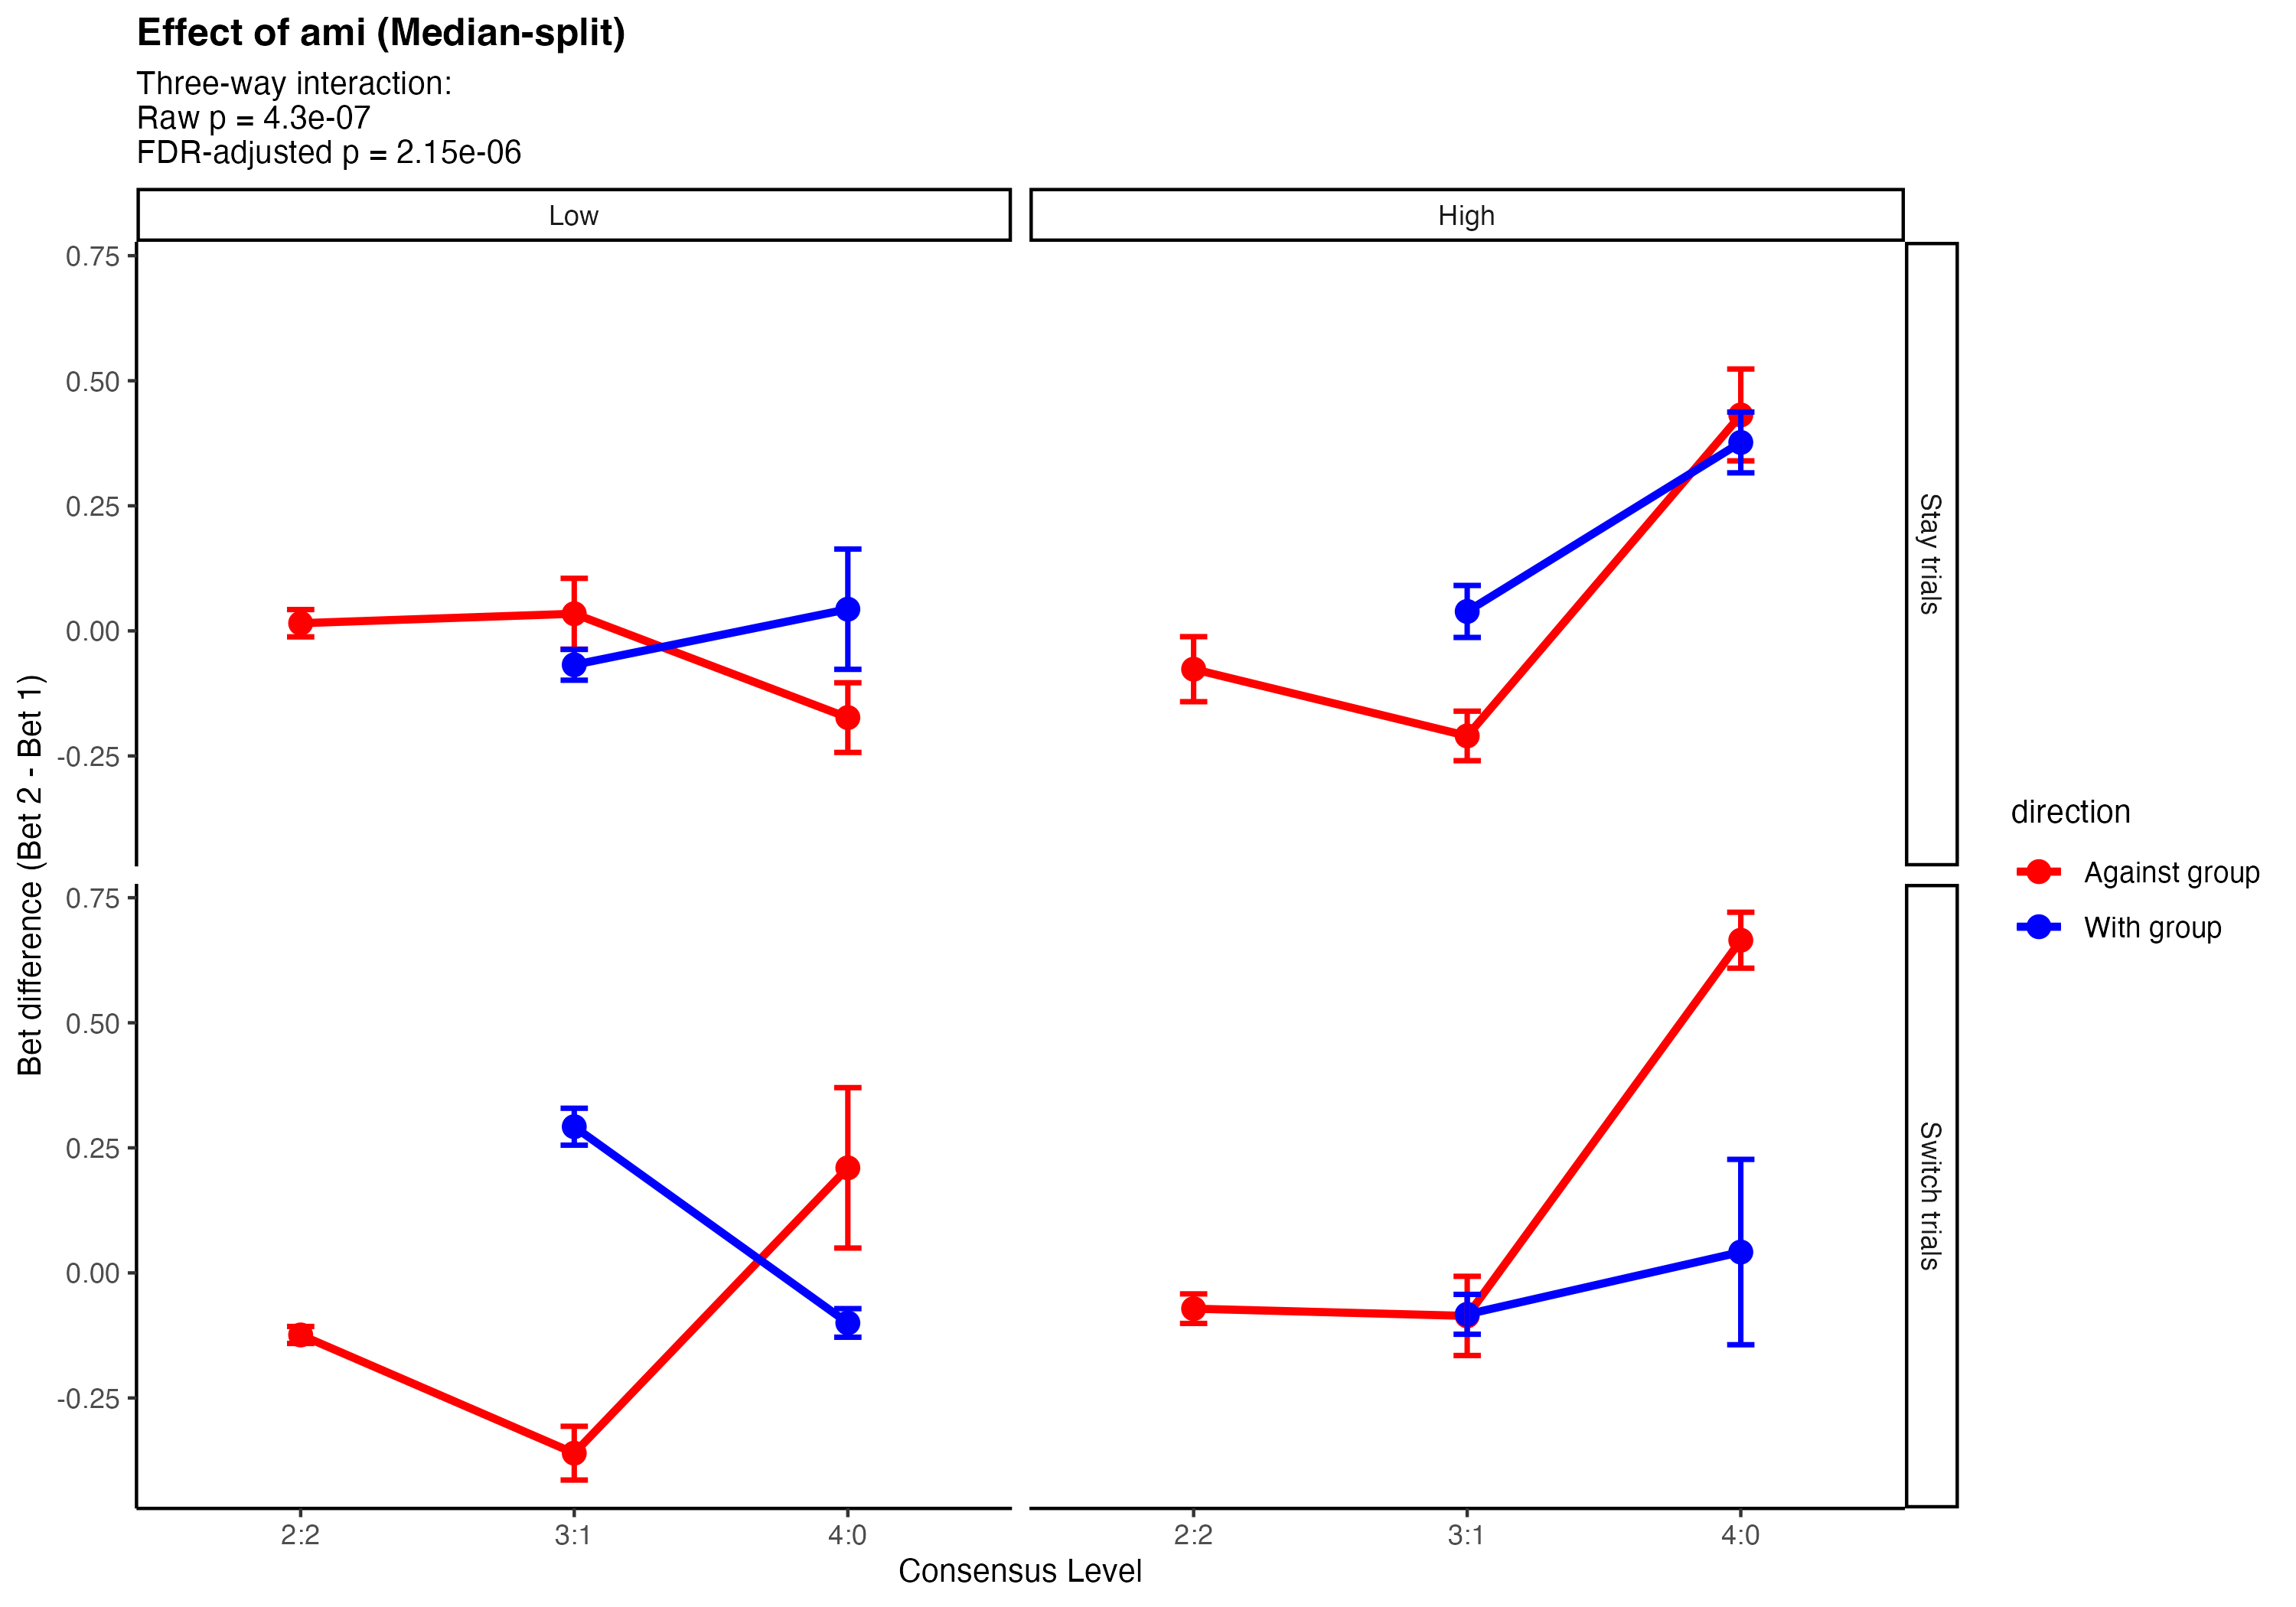 Effect of ami (Median-split)
Three-way interaction:
Raw p = 4.3e-07
FDR-adjusted p = 2.15e-06
Low
High
0.75
0.50
0.25
0.00
-0.25
Stay trials
0.75
0.50
0.25
0.00
-0.25
Switch trials
Bet difference (Bet 2 - Bet 1)
2:2
3:1
4:0
2:2
3:1
4:0
Consensus Level
direction
Against group
With group